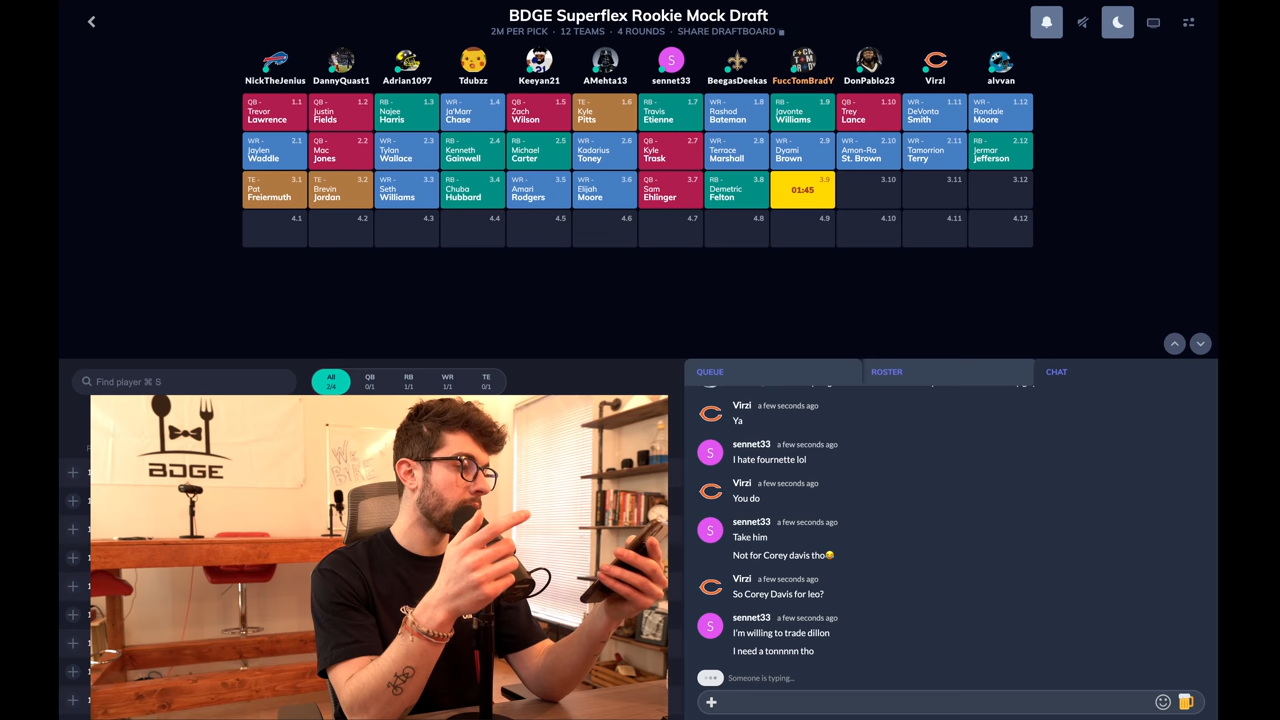 BDGE Superflex Rookie Mock Draft
2M PER PICK · 12 TEAMS · 4 ROUNDS · SHARE DRAFTBOARD
NickTheJenius DannyQuast1 Adrian1097 Tdubzz Keeyan21 AMehta13 sennet33 BeegasDeekas FuccTomBradY DonPablo23 Virzi alvvan
QB - 1.1 QB - 1.2 RB - 1.3 WR - 1.4 QB - 1.5 TE - 1.6 RB - 1.7 WR - 1.8 RB - 1.9 QB - 1.10 WR - 1.11 WR - 1.12
Trevor Justin Najee Ja'Marr Zach Kyle Travis Rashod Javonte Trey DeVonta Rondale
Lawrence Fields Harris Chase Wilson Pitts Etienne Bateman Williams Lance Smith Moore
WR - 2.1 QB - 2.2 WR - 2.3 RB - 2.4 RB - 2.5 WR - 2.6 QB - 2.7 WR - 2.8 WR - 2.9 WR - 2.10 WR - 2.11 RB - 2.12
Jaylen Mac Tylan Kenneth Michael Kadarius Kyle Terrace Dyami Amon-Ra Tamorrion Jermar
Waddle Jones Wallace Gainwell Carter Toney Trask Marshall Brown St. Brown Terry Jefferson
TE - 3.1 TE - 3.2 WR - 3.3 RB - 3.4 WR - 3.5 WR - 3.6 QB - 3.7 RB - 3.8 3.9 3.10 3.11 3.12
Pat Brevin Seth Chuba Amari Elijah Sam Demetric 01:45
Freiermuth Jordan Williams Hubbard Rodgers Moore Ehlinger Felton
4.1 4.2 4.3 4.4 4.5 4.6 4.7 4.8 4.9 4.10 4.11 4.12
Find player ⌘ S
All QB RB WR TE
2/4 0/1 1/1 1/1 0/1
QUEUE ROSTER CHAT
Virzi a few seconds ago
Ya
sennet33 a few seconds ago
S
I hate fournette lol
Virzi a few seconds ago
You do
sennet33 a few seconds ago
S
Take him
Not for Corey davis tho😂
Virzi a few seconds ago
So Corey Davis for leo?
sennet33 a few seconds ago
S
I'm willing to trade dillon
I need a tonnnnn tho
Someone is typing...
BDGE